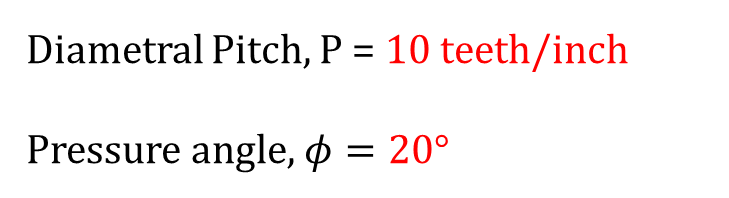 Diametral Pitch, P = 10 teeth/inch
Pressure angle, ϕ = 20°